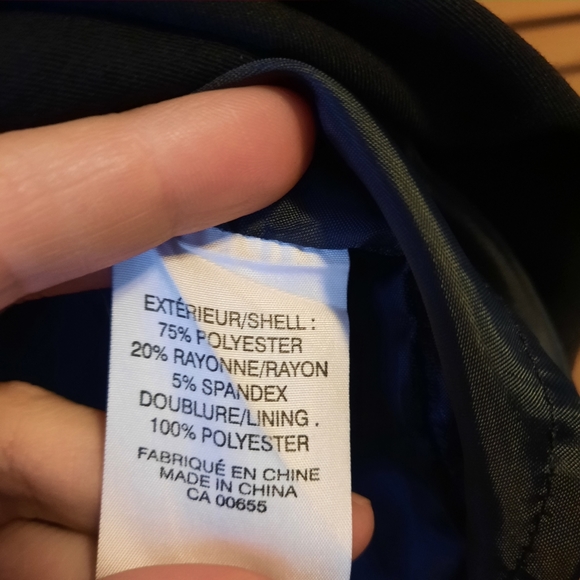 EXTÉRIEUR/SHELL :
75% POLYESTER
20% RAYONNE/RAYON
5% SPANDEX
DOUBLURE/LINING .
100% POLYESTER
FABRIQUÉ EN CHINE
MADE IN CHINA
CA 00655